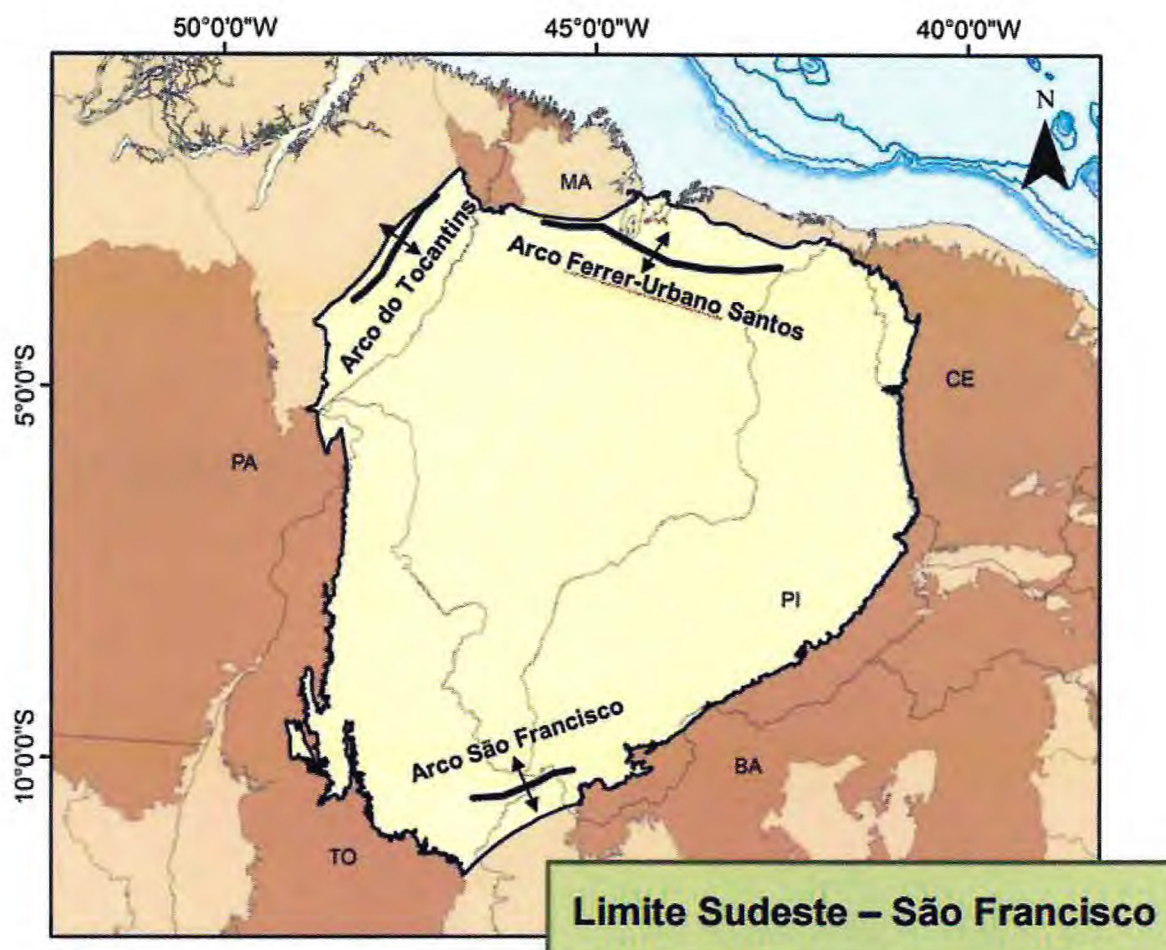 50°0'0"W
45°0'0"W
40°0'0"W
N
MA
Arco do Tocantins
Arco Ferrer-Urbano Santos
5°0'0"S
CE
PA
PI
Arco São Francisco
10°0'0"S
BA
TO
Limite Sudeste – São Francisco